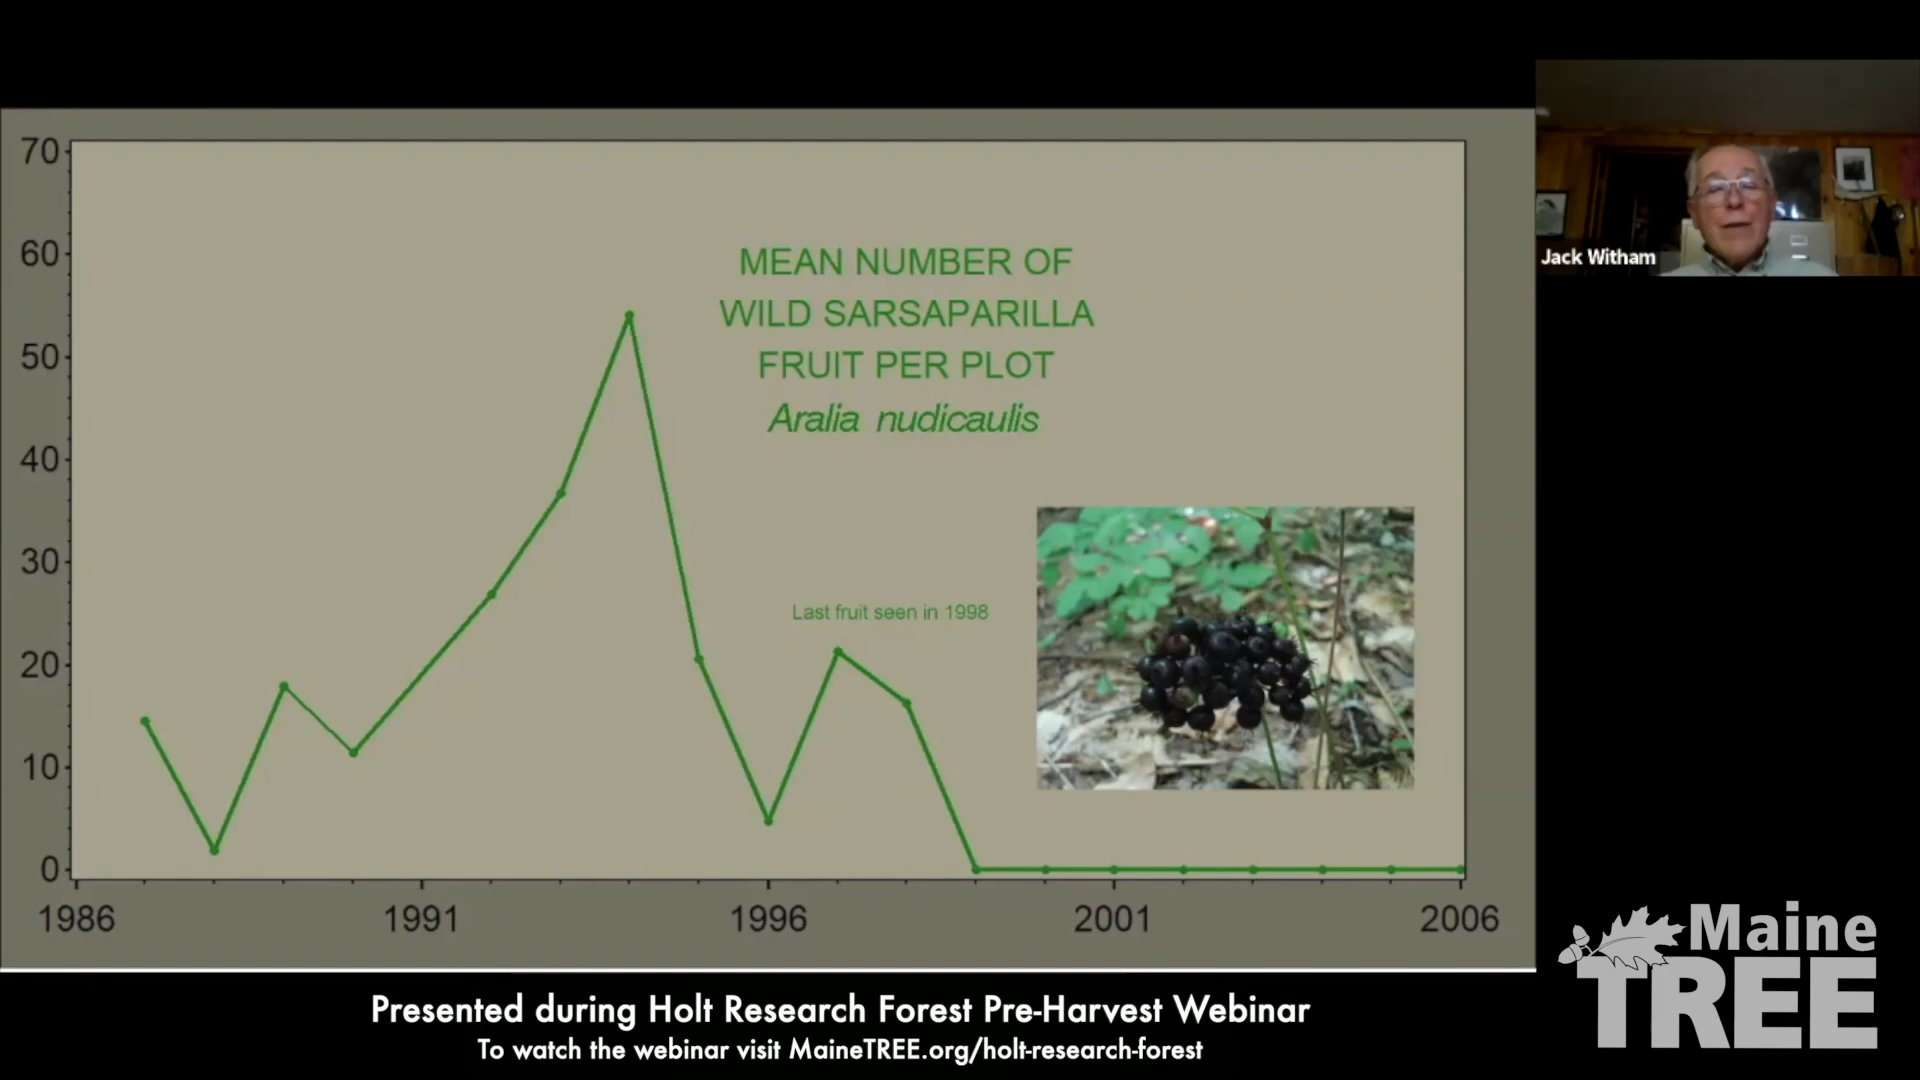 70
60
50
40
30
20
10
0
1986 1991 1996 2001 2006
MEAN NUMBER OF
WILD SARSAPARILLA
FRUIT PER PLOT
Aralia nudicaulis
Last fruit seen in 1998
Jack Witham
Presented during Holt Research Forest Pre-Harvest Webinar
To watch the webinar visit MaineTREE.org/holt-research-forest
Maine
TREE